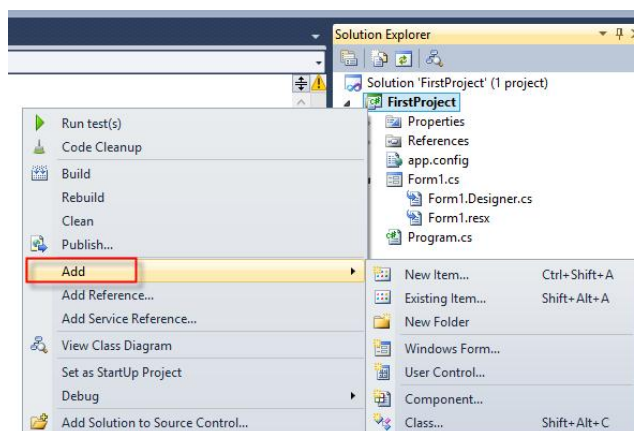 Solution Explorer
Solution 'FirstProject' (1 project)
FirstProject
Properties
References
app.config
Form1.cs
Form1.Designer.cs
Form1.resx
Program.cs
Run test(s)
Code Cleanup
Build
Rebuild
Clean
Publish...
Add
Add Reference...
Add Service Reference...
View Class Diagram
Set as StartUp Project
Debug
Add Solution to Source Control...
New Item... Ctrl+Shift+A
Existing Item... Shift+Alt+A
New Folder
Windows Form...
User Control...
Component...
Class... Shift+Alt+C